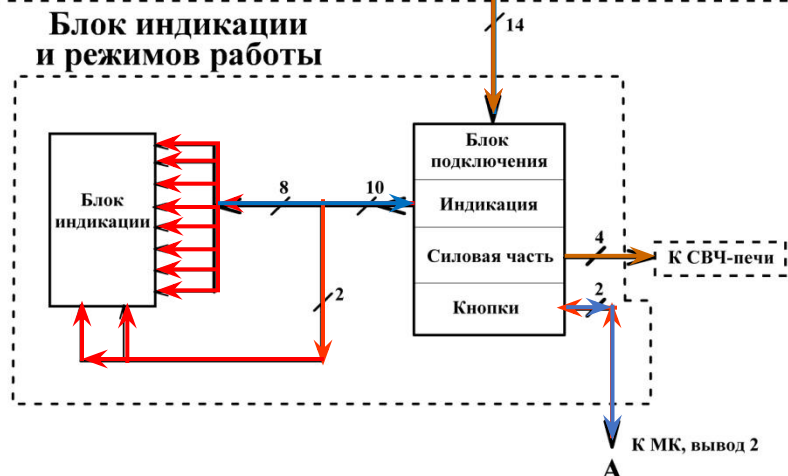 Блок индикации
и режимов работы
14
Блок
подключения
Индикация
Силовая часть
Кнопки
Блок
индикации
8
10
2
4
К СВЧ-печи
2
К МК, вывод 2
А